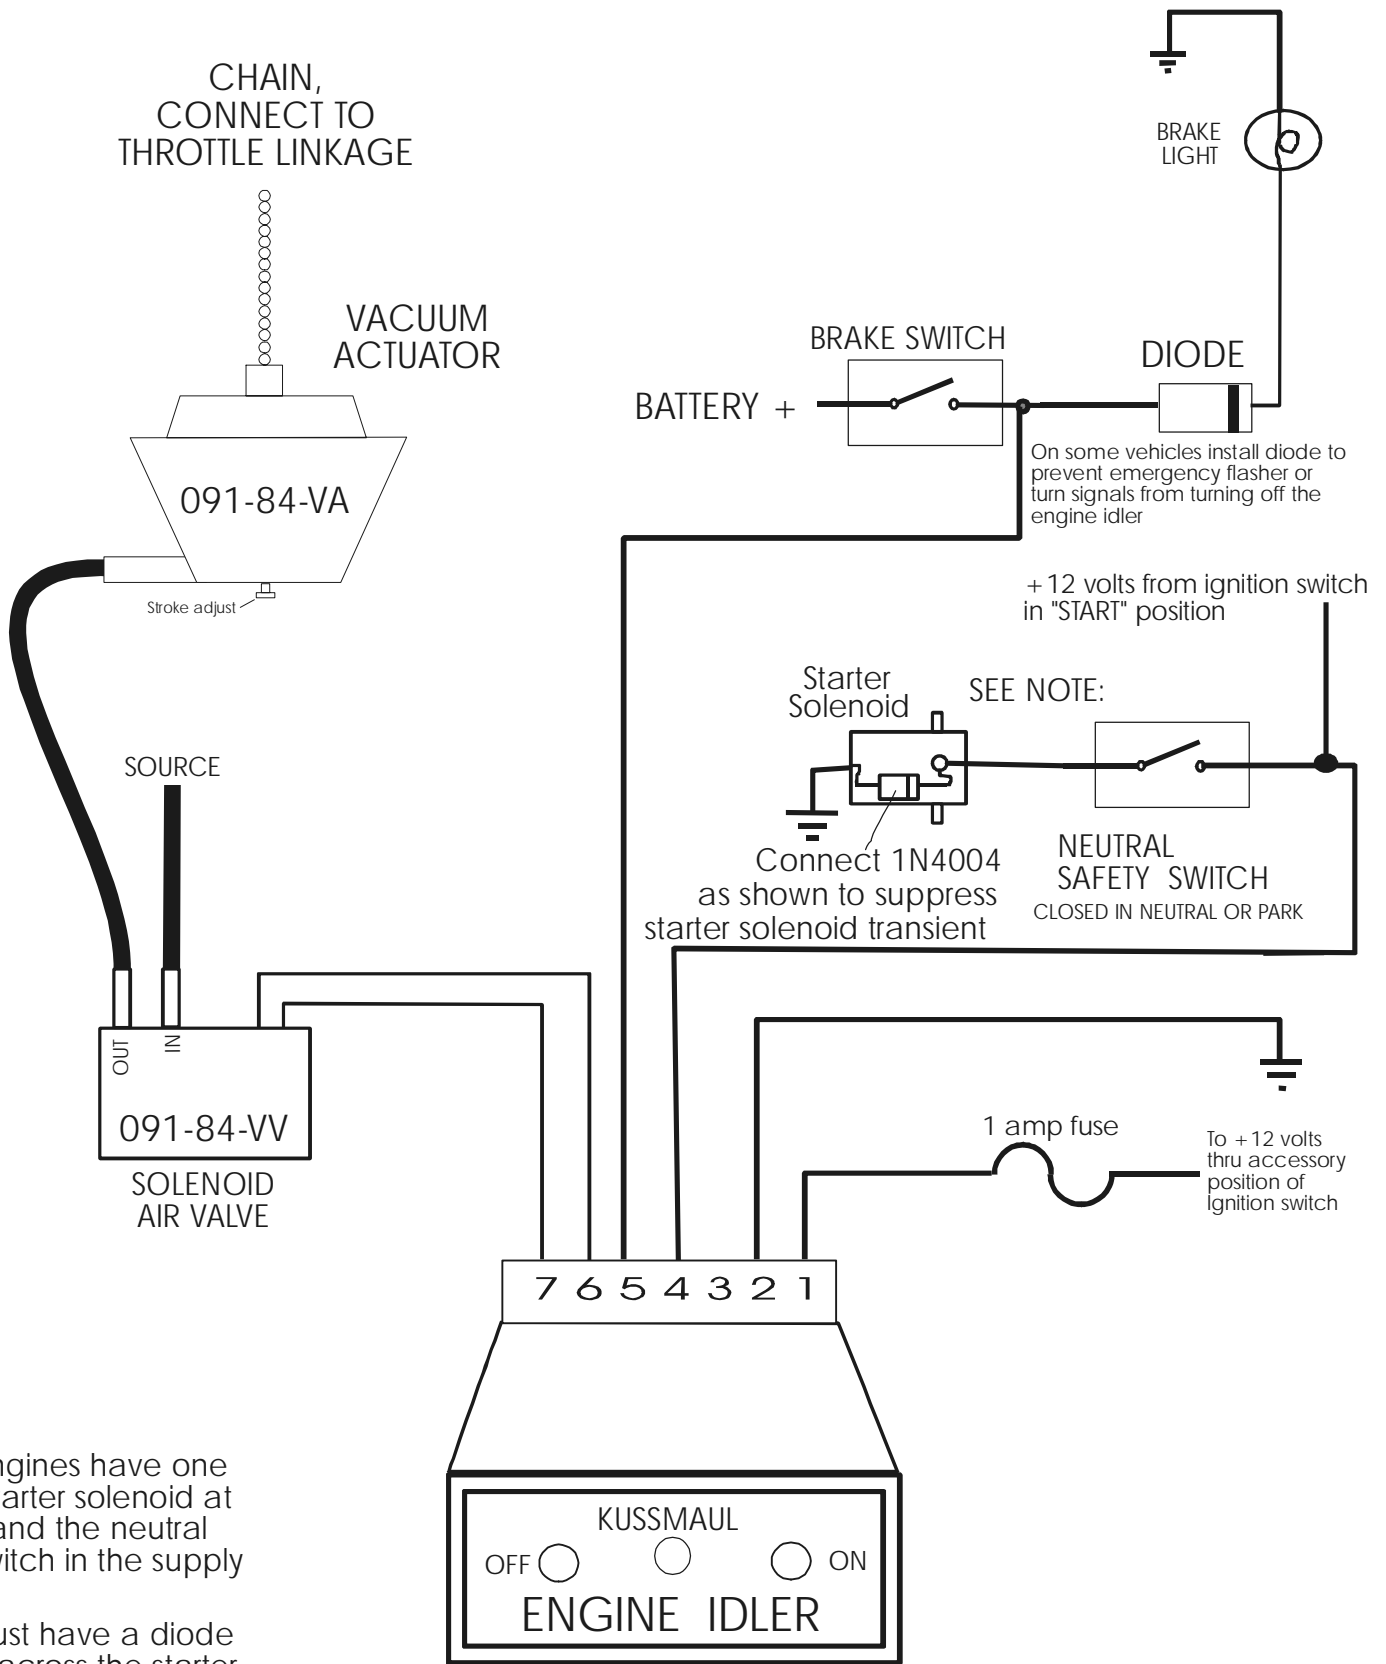 CHAIN,
CONNECT TO
THROTTLE LINKAGE
VACUUM
ACTUATOR
091-84-VA
Stroke adjust
SOURCE
OUT
IN
091-84-VV
SOLENOID
AIR VALVE
BRAKE
LIGHT
BRAKE SWITCH
DIODE
BATTERY +
On some vehicles install diode to
prevent emergency flasher or
turn signals from turning off the
engine idler
+12 volts from ignition switch
in "START" position
Starter
Solenoid
SEE NOTE:
Connect 1N4004
as shown to suppress
starter solenoid transient
NEUTRAL
SAFETY SWITCH
CLOSED IN NEUTRAL OR PARK
1 amp fuse
To +12 volts
thru accessory
position of
Ignition switch
7 6 5 4 3 2 1
KUSSMAUL
OFF
ON
ENGINE IDLER
have one
solenoid at
and the neutral
in the supply
have a diode
across the starter